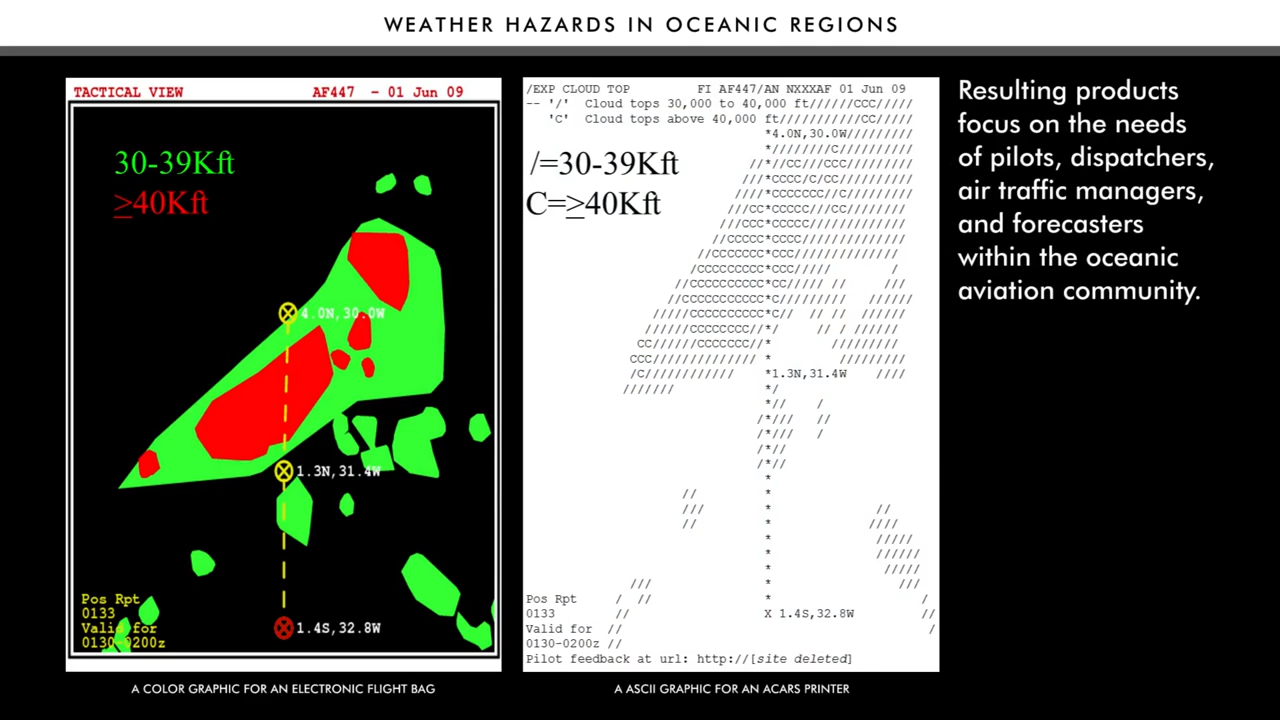 WEATHER HAZARDS IN OCEANIC REGIONS
TACTICAL VIEW AF447 - 01 Jun 09
30-39Kft
≥40Kft
4.0N,30.0W
1.3N,31.4W
Pos Rpt
0133
Valid for
0130-0200z
1.4S,32.8W
A COLOR GRAPHIC FOR AN ELECTRONIC FLIGHT BAG
/EXP CLOUD TOP FI AF447/AN NXXXAF 01 Jun 09
-- '/' Cloud tops 30,000 to 40,000 ft//////CCC/////
'C' Cloud tops above 40,000 ft///////////CC/////
*4.0N,30.0W/////////
/=30-39Kft
C=≥40Kft
*1.3N,31.4W ////
Pos Rpt
0133 // X 1.4S,32.8W //
Valid for // /
0130-0200z //
Pilot feedback at url: http://[site deleted]
A ASCII GRAPHIC FOR AN ACARS PRINTER
Resulting products
focus on the needs
of pilots, dispatchers,
air traffic managers,
and forecasters
within the oceanic
aviation community.